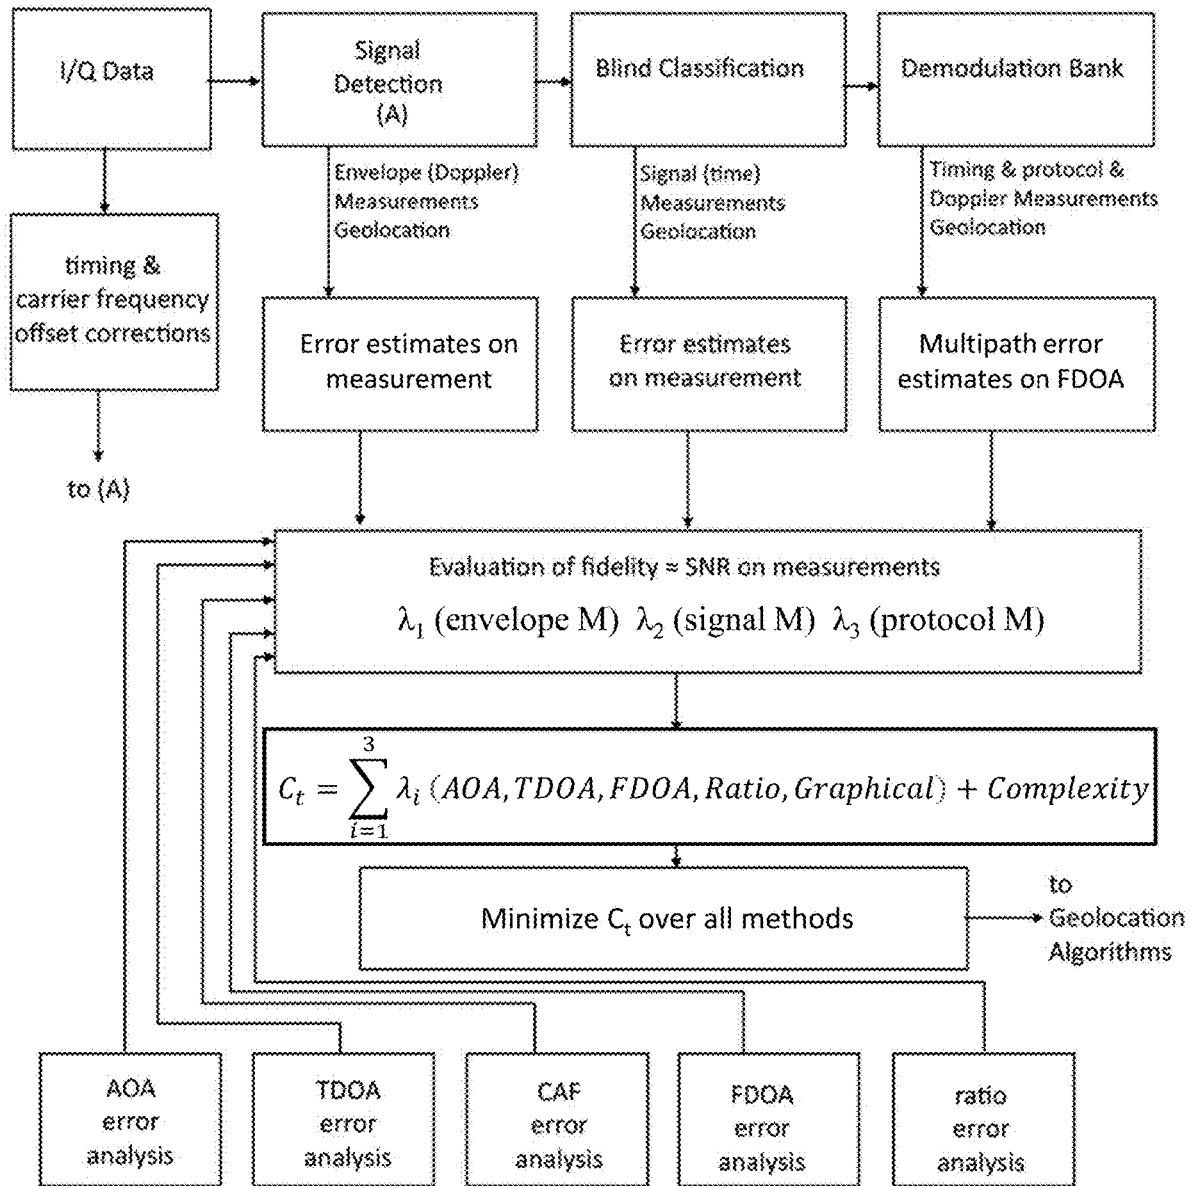 I/Q Data
Signal
Detection
(A)
Blind Classification
Demodulation Bank
Envelope (Doppler)
Measurements
Geolocation
Signal (time)
Measurements
Geolocation
Timing & protocol &
Doppler Measurements
Geolocation
timing &
carrier frequency
offset corrections
to (A)
Error estimates on
measurement
Error estimates
on measurement
Multipath error
estimates on FDOA
Evaluation of fidelity = SNR on measurements
λ₁ (envelope M) λ₂ (signal M) λ₃ (protocol M)
C_t = ∑_{i=1}^{3} λ_i (AOA, TDOA, FDOA, Ratio, Graphical) + Complexity
Minimize C_t over all methods
to
Geolocation
Algorithms
AOA
error
analysis
TDOA
error
analysis
CAF
error
analysis
FDOA
error
analysis
ratio
error
analysis